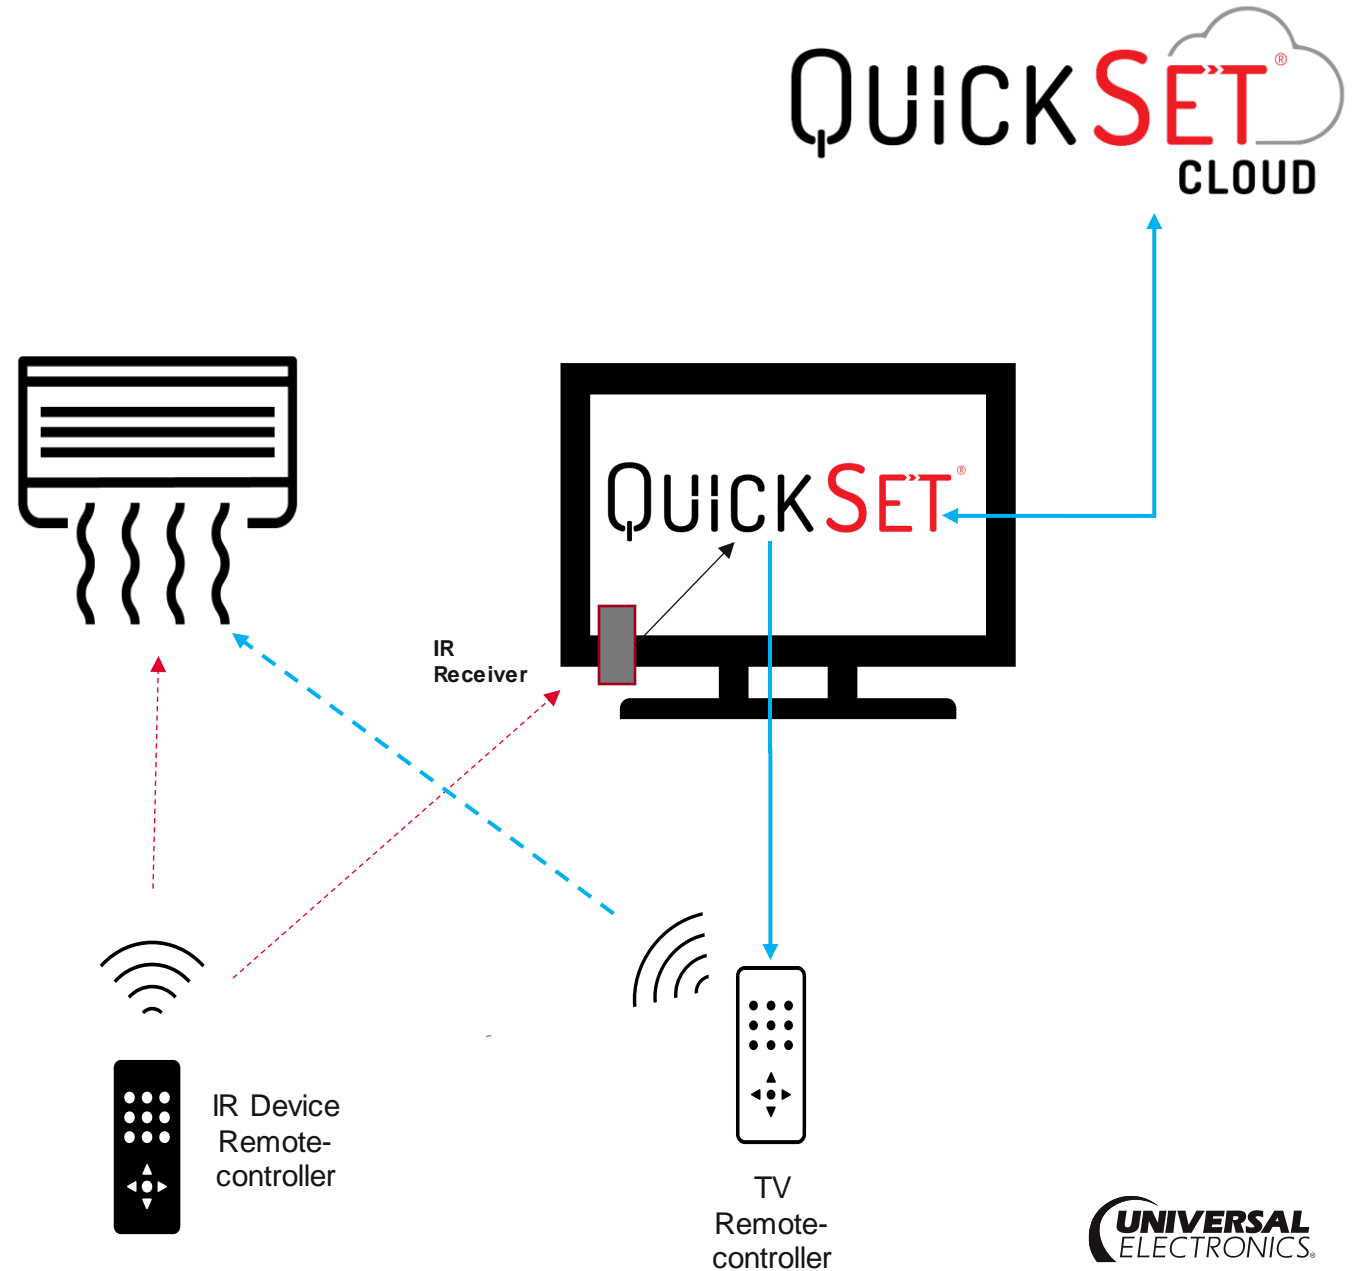 QUICKSET®
CLOUD
QUICKSET®
IR
Receiver
IR Device
Remote-
controller
TV
Remote-
controller
UNIVERSAL
ELECTRONICS®